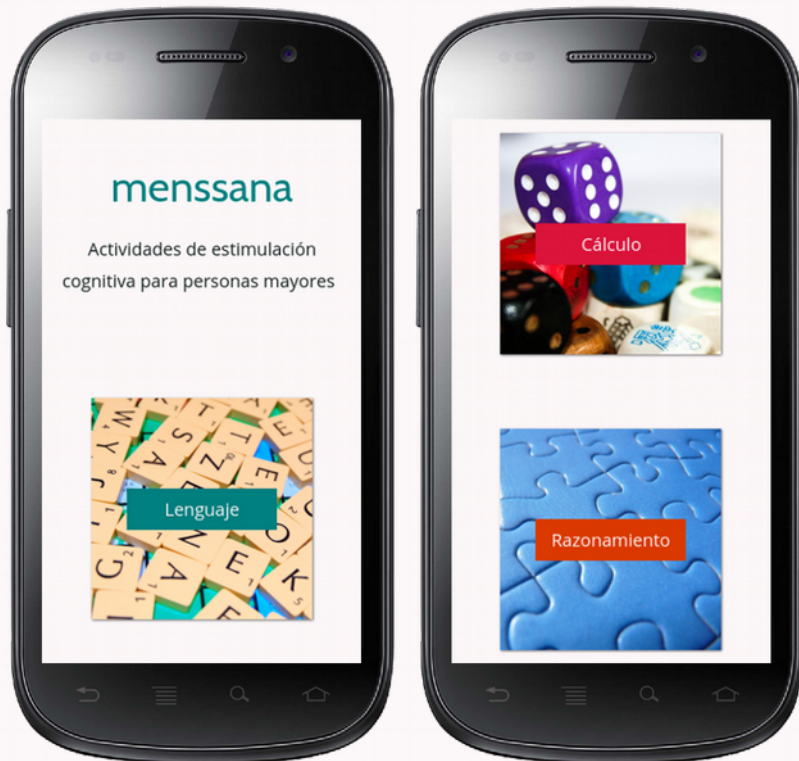 menssana
Actividades de estimulación
cognitiva para personas mayores
Lenguaje
Cálculo
Razonamiento